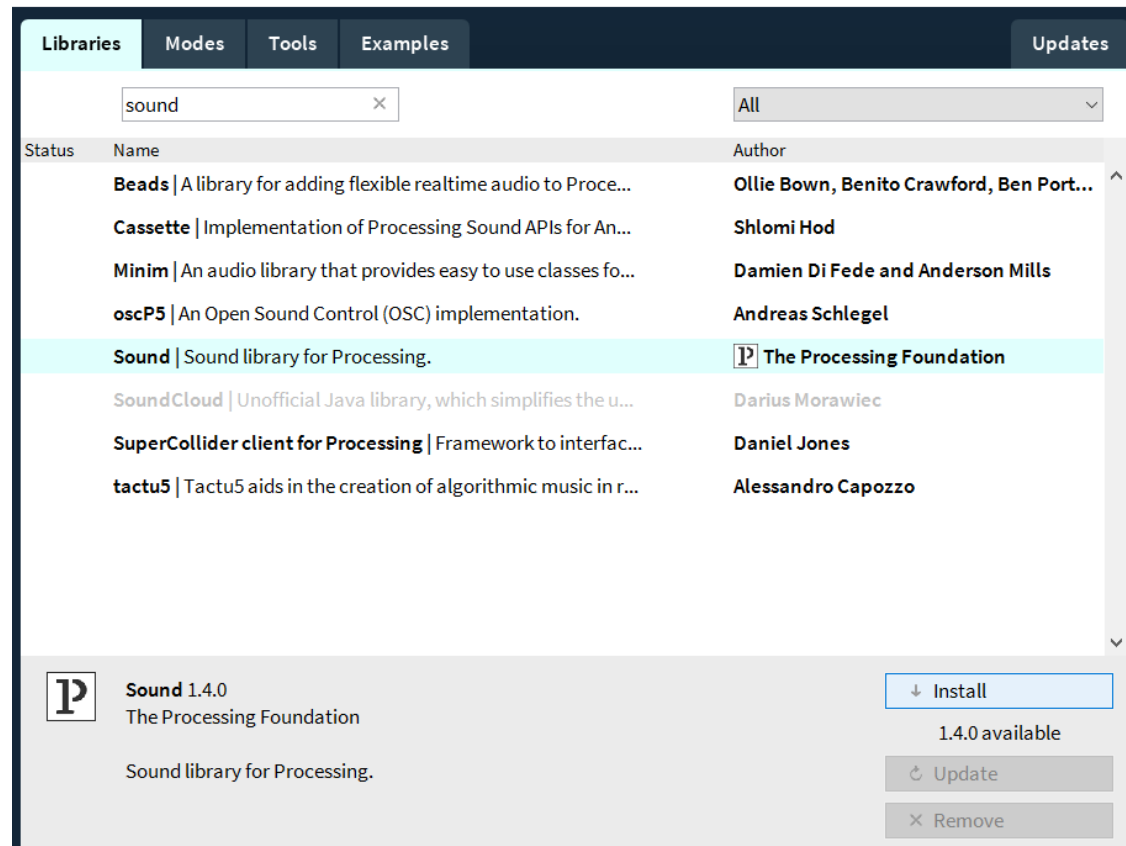 Libraries Modes Tools Examples Updates
sound All
Status Name Author
Beads | A library for adding flexible realtime audio to Proce... Ollie Bown, Benito Crawford, Ben Port...
Cassette | Implementation of Processing Sound APIs for An... Shlomi Hod
Minim | An audio library that provides easy to use classes fo... Damien Di Fede and Anderson Mills
oscP5 | An Open Sound Control (OSC) implementation. Andreas Schlegel
Sound | Sound library for Processing. The Processing Foundation
SoundCloud | Unofficial Java library, which simplifies the u... Darius Morawiec
SuperCollider client for Processing | Framework to interfac... Daniel Jones
tactu5 | Tactu5 aids in the creation of algorithmic music in r... Alessandro Capozzo
Sound 1.4.0
The Processing Foundation
Sound library for Processing.
Install
1.4.0 available
Update
Remove